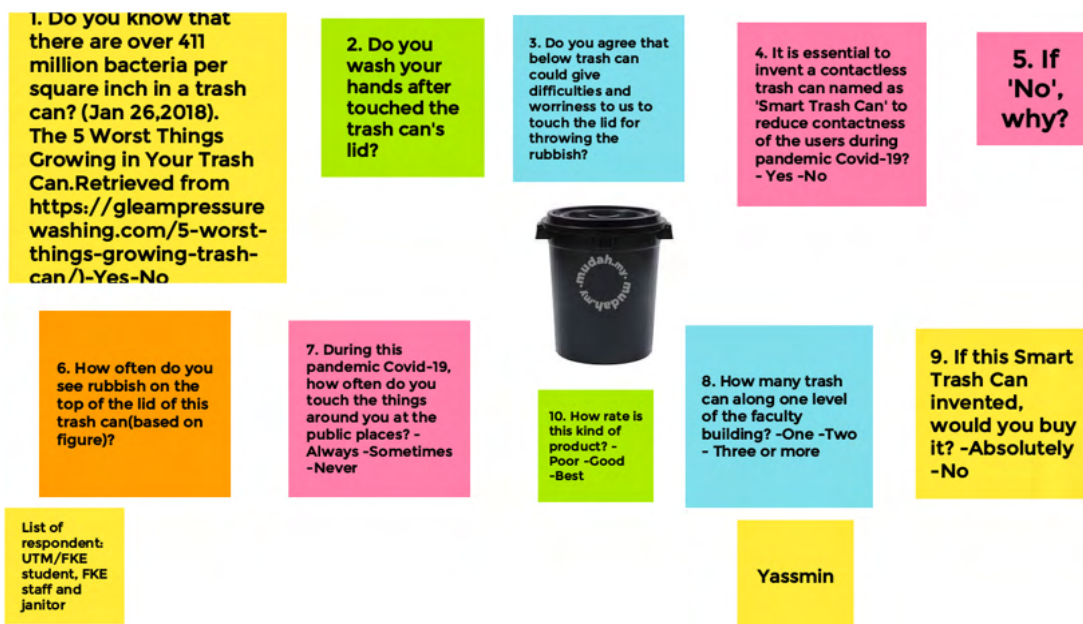 1. Do you know that
there are over 411
million bacteria per
square inch in a trash
can? (Jan 26,2018).
The 5 Worst Things
Growing in Your Trash
Can.Retrieved from
https://gleampressure
washing.com/5-worst-
things-growing-trash-
can/)-Yes-No
2. Do you
wash your
hands after
touched the
trash can's
lid?
3. Do you agree that
below trash can
could give
difficulties and
worriness to us to
touch the lid for
throwing the
rubbish?
4. It is essential to
invent a contactless
trash can named as
'Smart Trash Can' to
reduce contactness
of the users during
pandemic Covid-19?
- Yes -No
5. If
'No',
why?
mudah.my
mudah.my
6. How often do you
see rubbish on the
top of the lid of this
trash can(based on
figure)?
7. During this
pandemic Covid-19,
how often do you
touch the things
around you at the
public places? -
Always -Sometimes
-Never
10. How rate is
this kind of
product? -
Poor -Good
-Best
8. How many trash
can along one level
of the faculty
building? -One -Two
- Three or more
9. If this Smart
Trash Can
invented,
would you buy
it? -Absolutely
-No
List of
respondent:
UTM/FKE
student, FKE
staff and
janitor
Yassmin